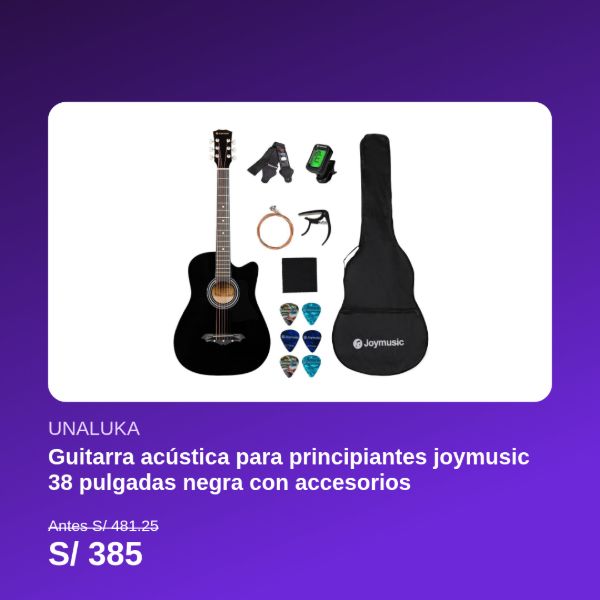 Joymusic
UNALUKA
Guitarra acústica para principiantes joymusic
38 pulgadas negra con accesorios
Antes S/ 481.25
S/ 385